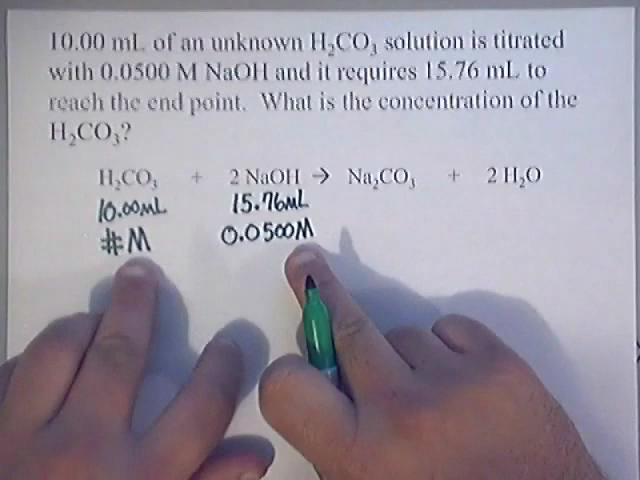 10.00 mL of an unknown H₂CO₃ solution is titrated
with 0.0500 M NaOH and it requires 15.76 mL to
reach the end point. What is the concentration of the
H₂CO₃?
H₂CO₃ + 2 NaOH → Na₂CO₃ + 2 H₂O
10.00mL 15.76mL
#M 0.0500M